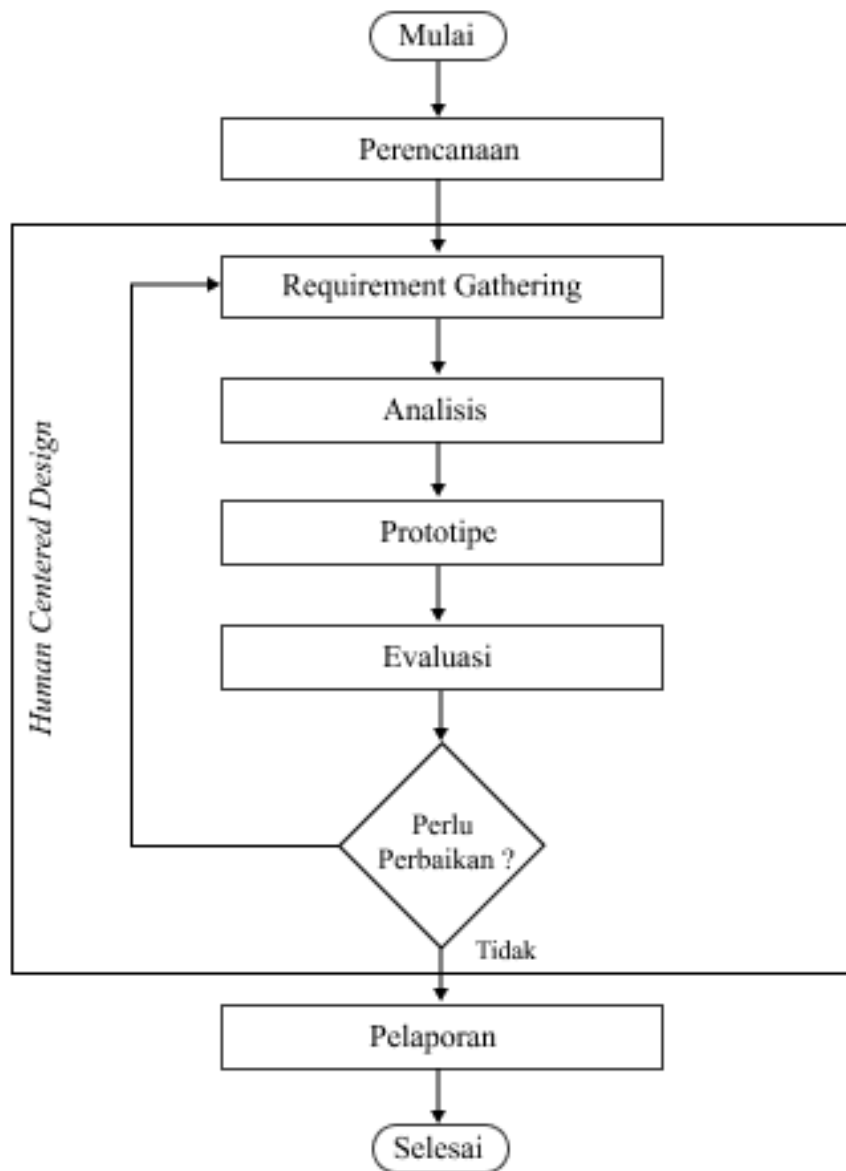 Mulai
Perencanaan
Requirement Gathering
Analisis
Prototipe
Evaluasi
Human Centered Design
Perlu
Perbaikan ?
Tidak
Pelaporan
Selesai